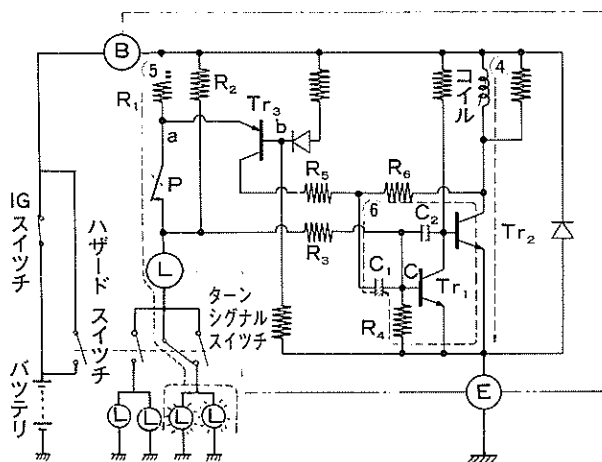 B
(5
R1
R2
Tr3
a
b
コイル
(4
P
R5
R6
(6
C2
R3
Tr2
IGスイッチ
ハザード スイッチ
L
C1
C
Tr1
R4
ターン
シグナル
スイッチ
バッテリ
L
L
L
L
E